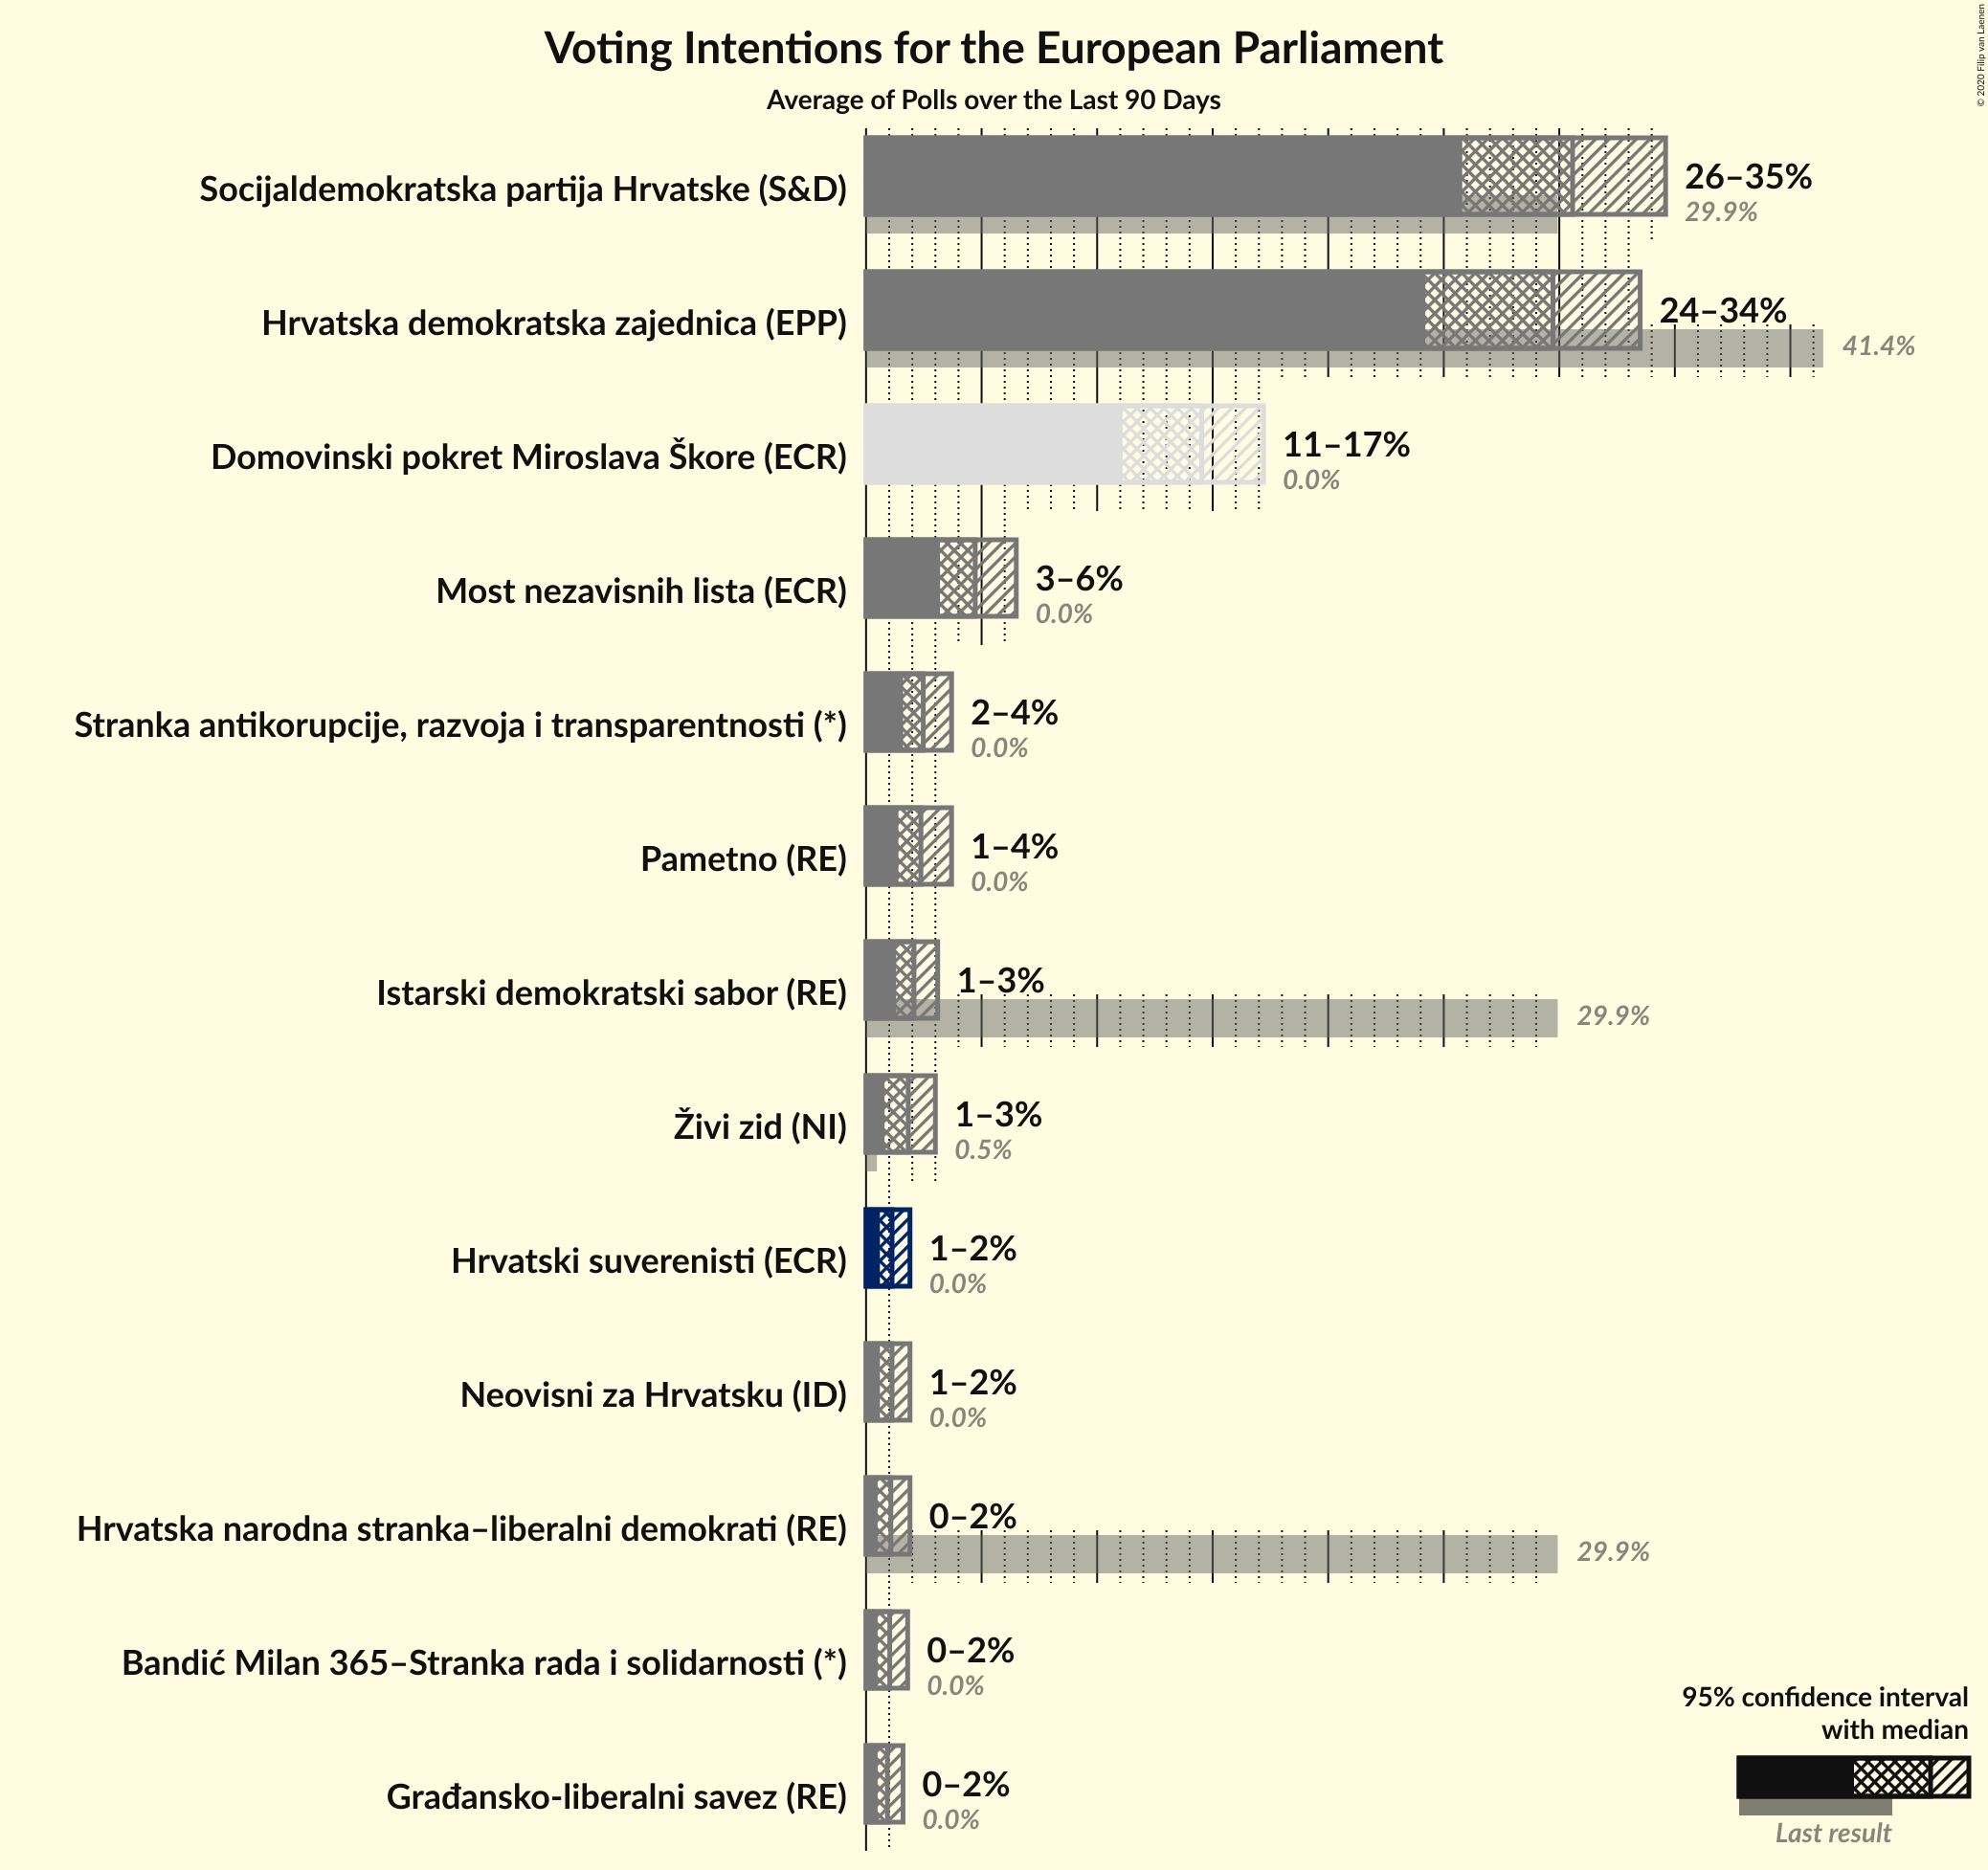 Voting Intentions for the European Parliament
Average of Polls over the Last 90 Days
© 2020 Filip van Laenen
Socijaldemokratska partija Hrvatske (S&D)
26–35%
29.9%
Hrvatska demokratska zajednica (EPP)
24–34%
41.4%
Domovinski pokret Miroslava Škore (ECR)
11–17%
0.0%
Most nezavisnih lista (ECR)
3–6%
0.0%
Stranka antikorupcije, razvoja i transparentnosti (*)
2–4%
0.0%
Pametno (RE)
1–4%
0.0%
Istarski demokratski sabor (RE)
1–3%
29.9%
Živi zid (NI)
1–3%
0.5%
Hrvatski suverenisti (ECR)
1–2%
0.0%
Neovisni za Hrvatsku (ID)
1–2%
0.0%
Hrvatska narodna stranka–liberalni demokrati (RE)
0–2%
29.9%
Bandić Milan 365–Stranka rada i solidarnosti (*)
0–2%
0.0%
Građansko-liberalni savez (RE)
0–2%
0.0%
95% confidence interval
with median
Last result